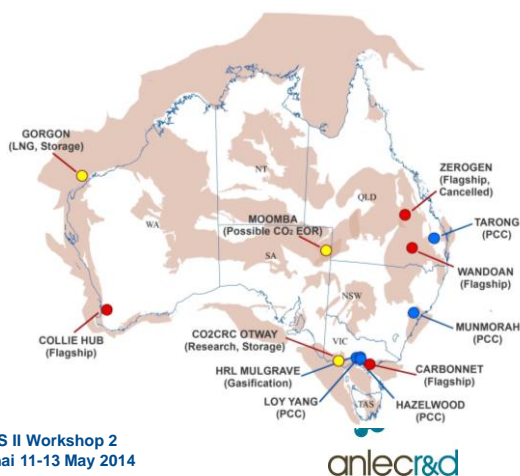 GORGON
(LNG, Storage)
ZEROGEN
(Flagship,
Cancelled)
NT
QLD
TARONG
(PCC)
MOOMBA
(Possible CO₂ EOR)
WA
SA
WANDOAN
(Flagship)
NSW
COLLIE HUB
(Flagship)
CO2CRC OTWAY
(Research, Storage)
VIC
MUNMORAH
(PCC)
HRL MULGRAVE
(Gasification)
CARBONNET
(Flagship)
LOY YANG
(PCC)
HAZELWOOD
(PCC)
TAS
S II Workshop 2
ai 11-13 May 2014
anlecr&d